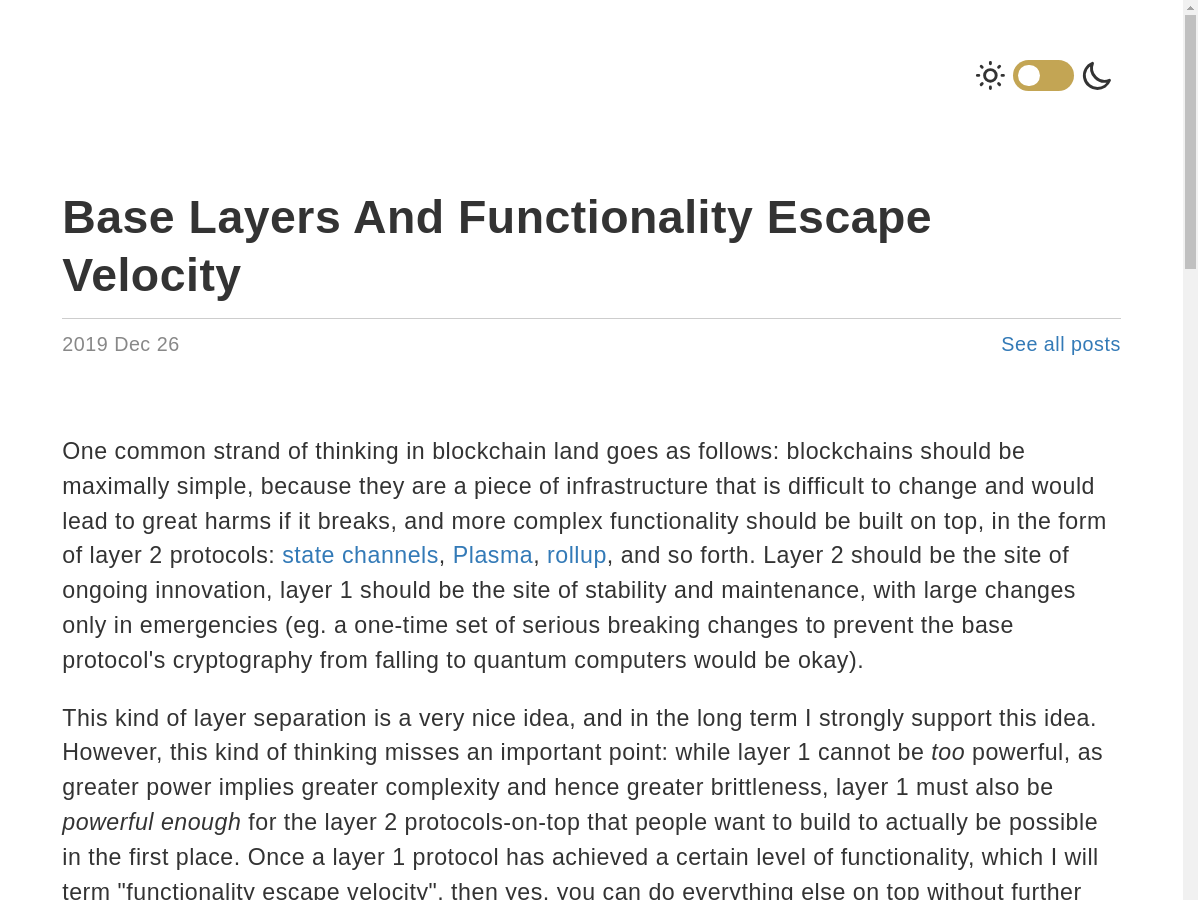 Base Layers And Functionality Escape
Velocity
2019 Dec 26
See all posts
One common strand of thinking in blockchain land goes as follows: blockchains should be
maximally simple, because they are a piece of infrastructure that is difficult to change and would
lead to great harms if it breaks, and more complex functionality should be built on top, in the form
of layer 2 protocols: state channels, Plasma, rollup, and so forth. Layer 2 should be the site of
ongoing innovation, layer 1 should be the site of stability and maintenance, with large changes
only in emergencies (eg. a one-time set of serious breaking changes to prevent the base
protocol's cryptography from falling to quantum computers would be okay).
This kind of layer separation is a very nice idea, and in the long term I strongly support this idea.
However, this kind of thinking misses an important point: while layer 1 cannot be too powerful, as
greater power implies greater complexity and hence greater brittleness, layer 1 must also be
powerful enough for the layer 2 protocols-on-top that people want to build to actually be possible
in the first place. Once a layer 1 protocol has achieved a certain level of functionality, which I will
term "functionality escape velocity", then yes, you can do everything else on top without further